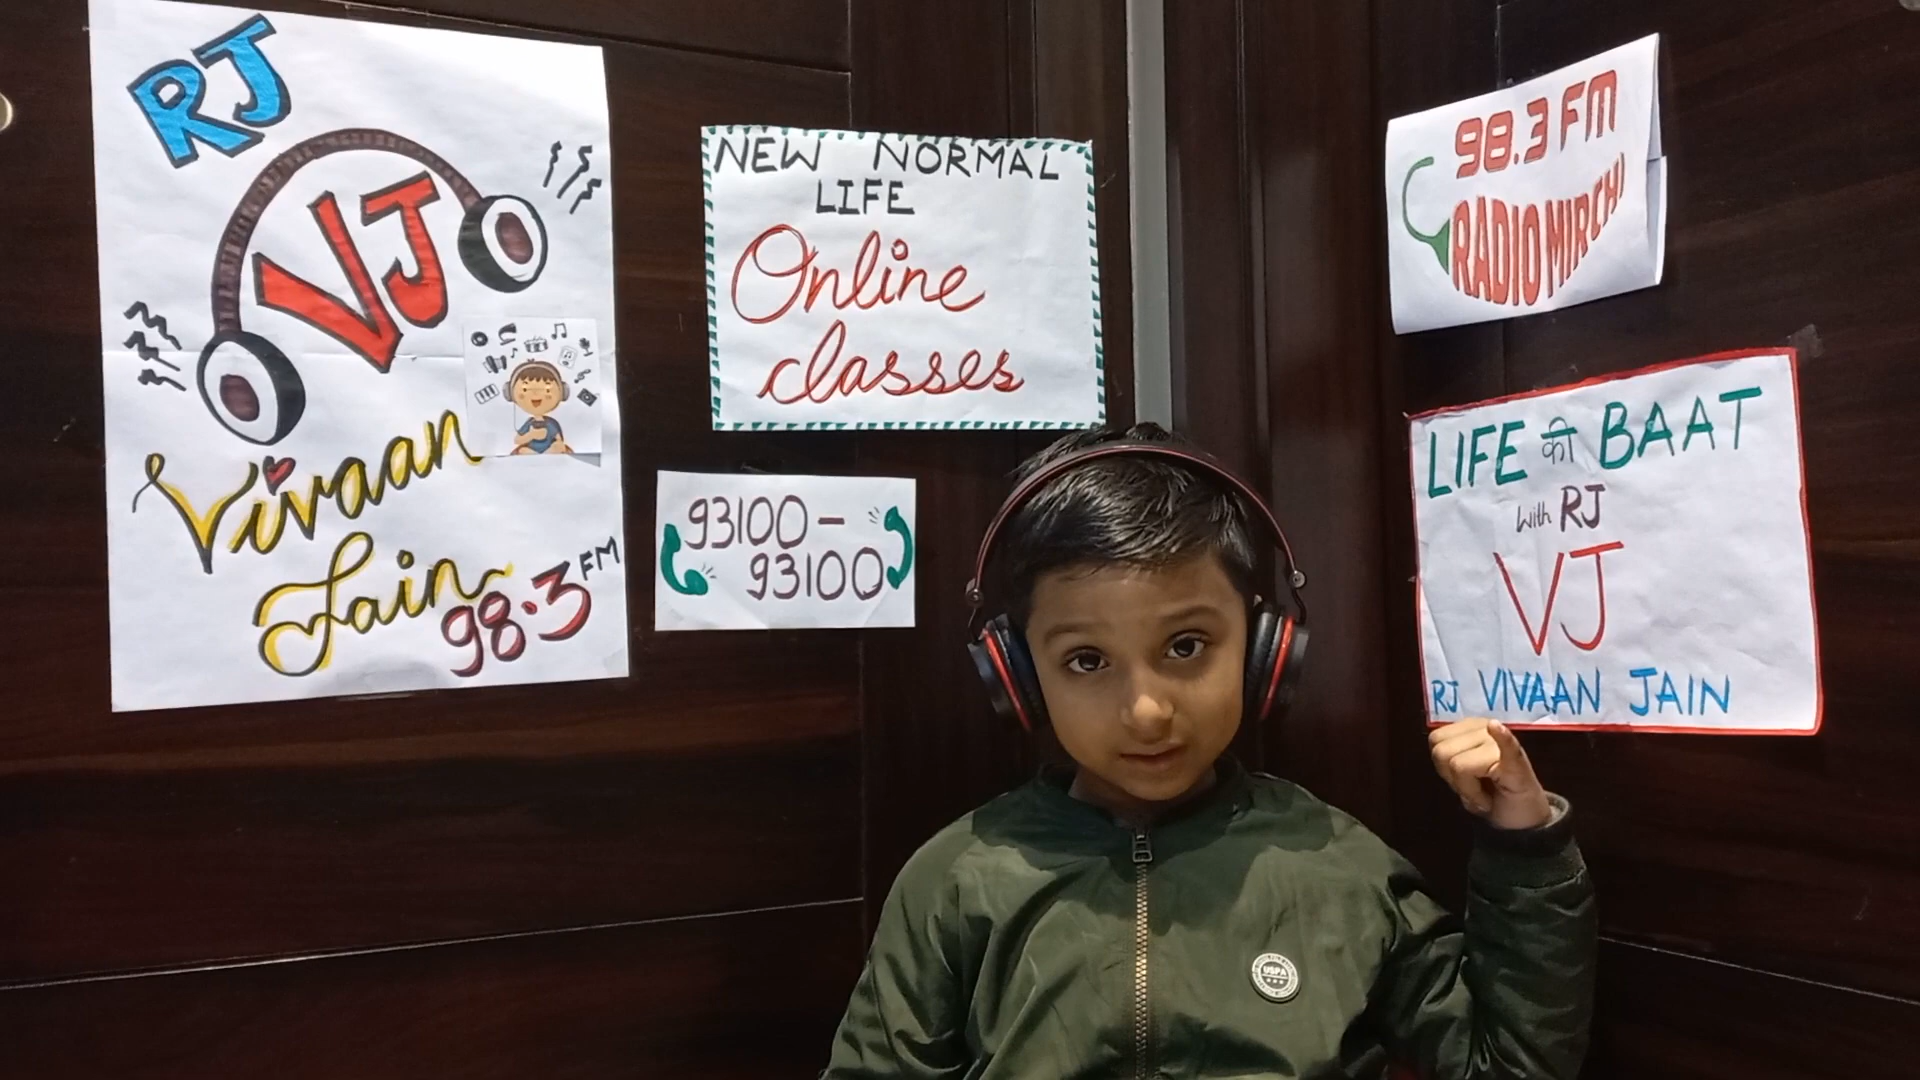 RJ
VJ
Vivaan
Jain
98.3 FM
NEW NORMAL
LIFE
Online
classes
93100-
93100
98.3 FM
RADIO MIRCHI
LIFE की BAAT
with RJ
VJ
RJ VIVAAN JAIN
USPA